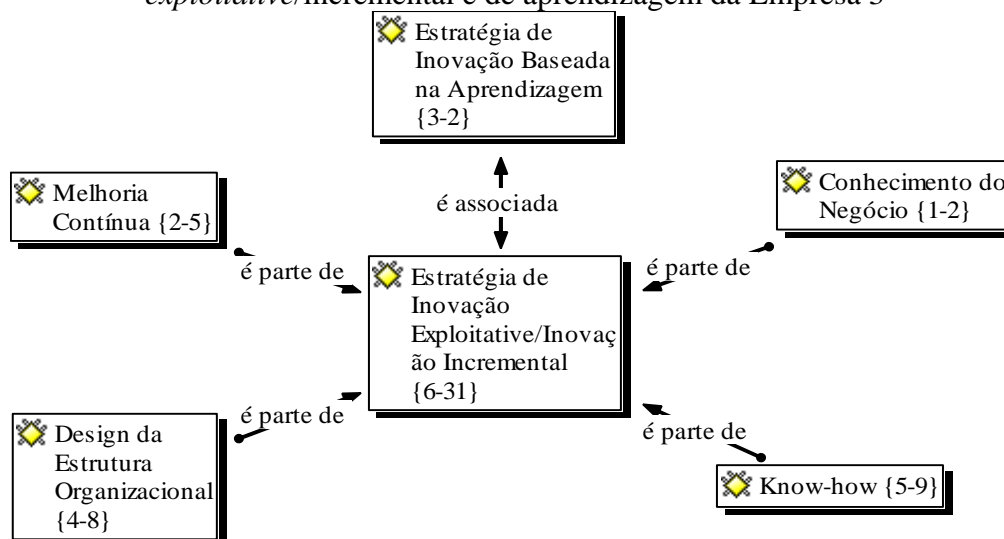 exploitative/incremental e de aprendizagem da Empresa 3
Estratégia de
Inovação Baseada
na Aprendizagem
{3-2}
é associada
Melhoria
Contínua {2-5}
Conhecimento do
Negócio {1-2}
é parte de
é parte de
Estratégia de
Inovação
Exploitative/Inovaç
ão Incremental
{6-31}
é parte de
é parte de
Design da
Estrutura
Organizacional
{4-8}
Know-how {5-9}